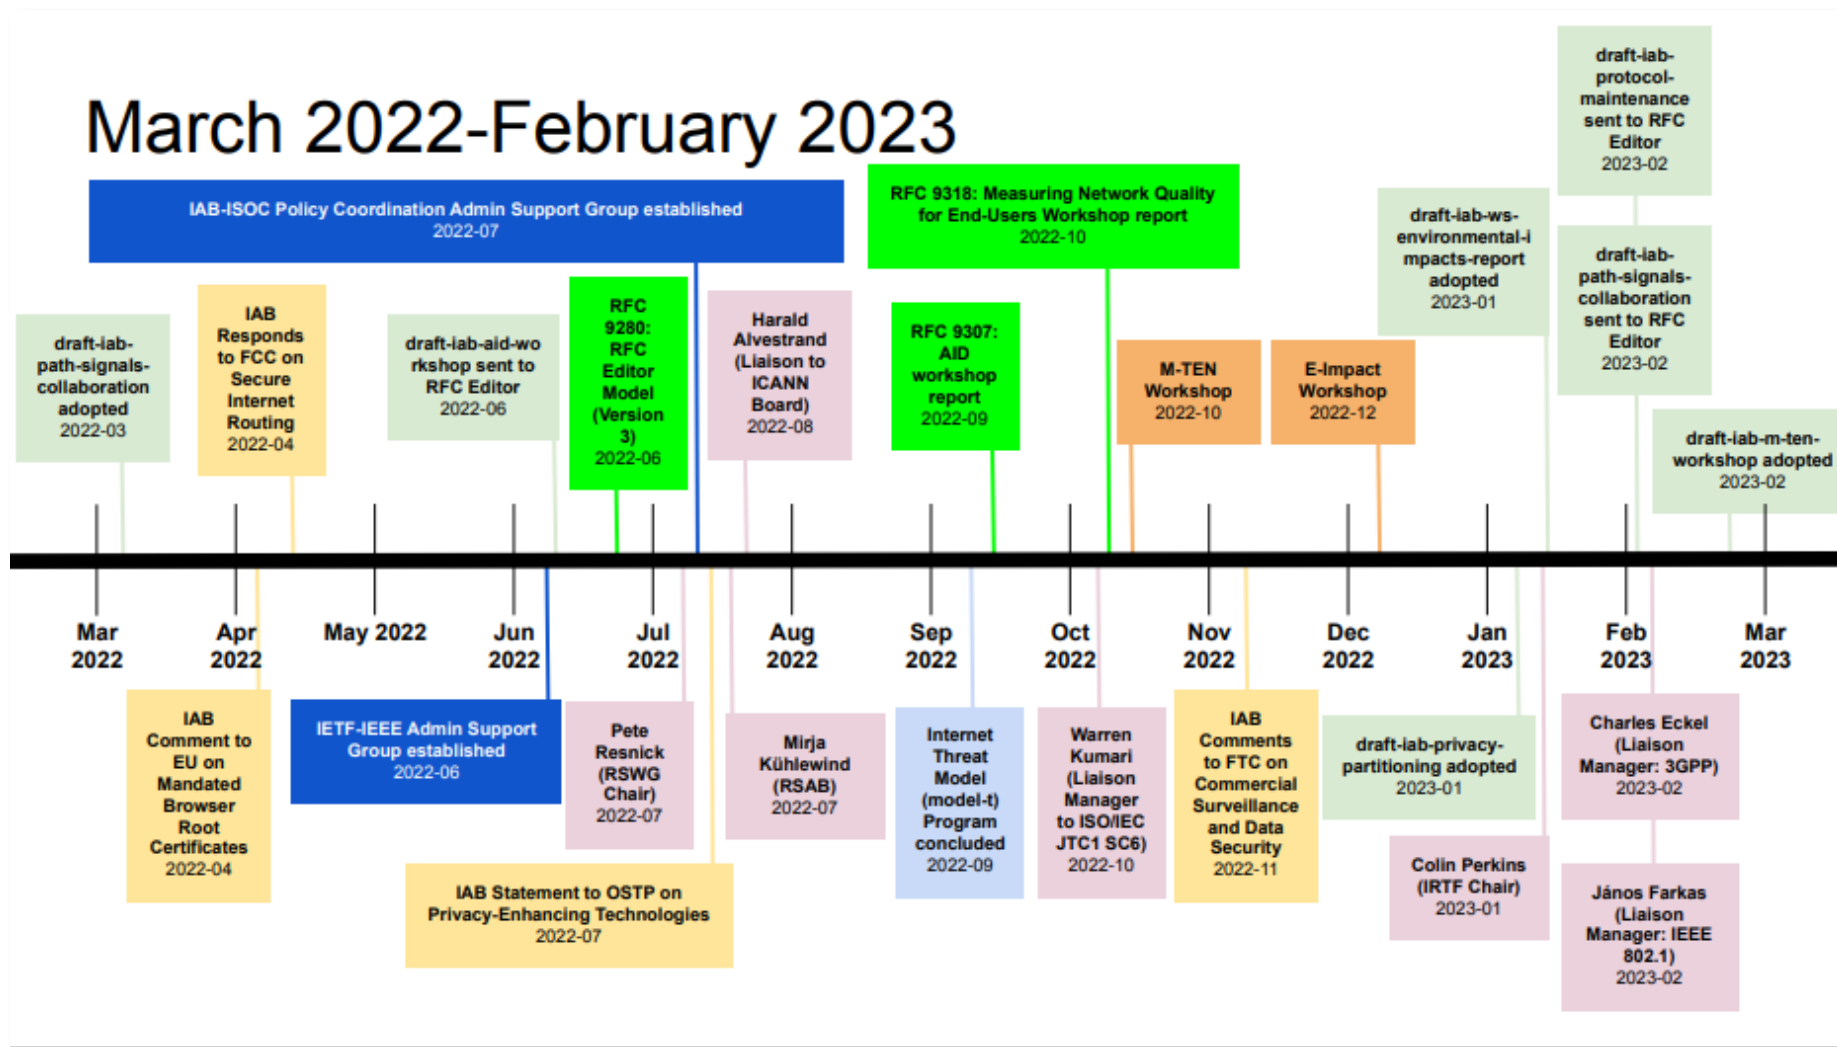 March 2022-February 2023
IAB-ISOC Policy Coordination Admin Support Group established
2022-07
RFC 9318: Measuring Network Quality
for End-Users Workshop report
2022-10
draft-iab-
protocol-
maintenance
sent to RFC
Editor
2023-02
draft-iab-ws-
environmental-i
mpacts-report
adopted
2023-01
draft-iab-
path-signals-
collaboration
sent to RFC
Editor
2023-02
draft-iab-
path-signals-
collaboration
adopted
2022-03
IAB
Responds
to FCC on
Secure
Internet
Routing
2022-04
draft-iab-aid-wo
rkshop sent to
RFC Editor
2022-06
RFC
9280:
RFC
Editor
Model
(Version
3)
2022-06
Harald
Alvestrand
(Liaison to
ICANN
Board)
2022-08
RFC 9307:
AID
workshop
report
2022-09
M-TEN
Workshop
2022-10
E-Impact
Workshop
2022-12
draft-iab-m-ten-
workshop adopted
2023-02
Mar
2022
Apr
2022
May 2022
Jun
2022
Jul
2022
Aug
2022
Sep
2022
Oct
2022
Nov
2022
Dec
2022
Jan
2023
Feb
2023
Mar
2023
IAB
Comment to
EU on
Mandated
Browser
Root
Certificates
2022-04
IETF-IEEE Admin Support
Group established
2022-06
Pete
Resnick
(RSWG
Chair)
2022-07
IAB Statement to OSTP on
Privacy-Enhancing Technologies
2022-07
Mirja
Kühlewind
(RSAB)
2022-07
Internet
Threat
Model
(model-t)
Program
concluded
2022-09
Warren
Kumari
(Liaison
Manager
to ISO/IEC
JTC1 SC6)
2022-10
IAB
Comments
to FTC on
Commercial
Surveillance
and Data
Security
2022-11
draft-iab-privacy-
partitioning adopted
2023-01
Colin Perkins
(IRTF Chair)
2023-01
Charles Eckel
(Liaison
Manager: 3GPP)
2023-02
János Farkas
(Liaison
Manager: IEEE
802.1)
2023-02